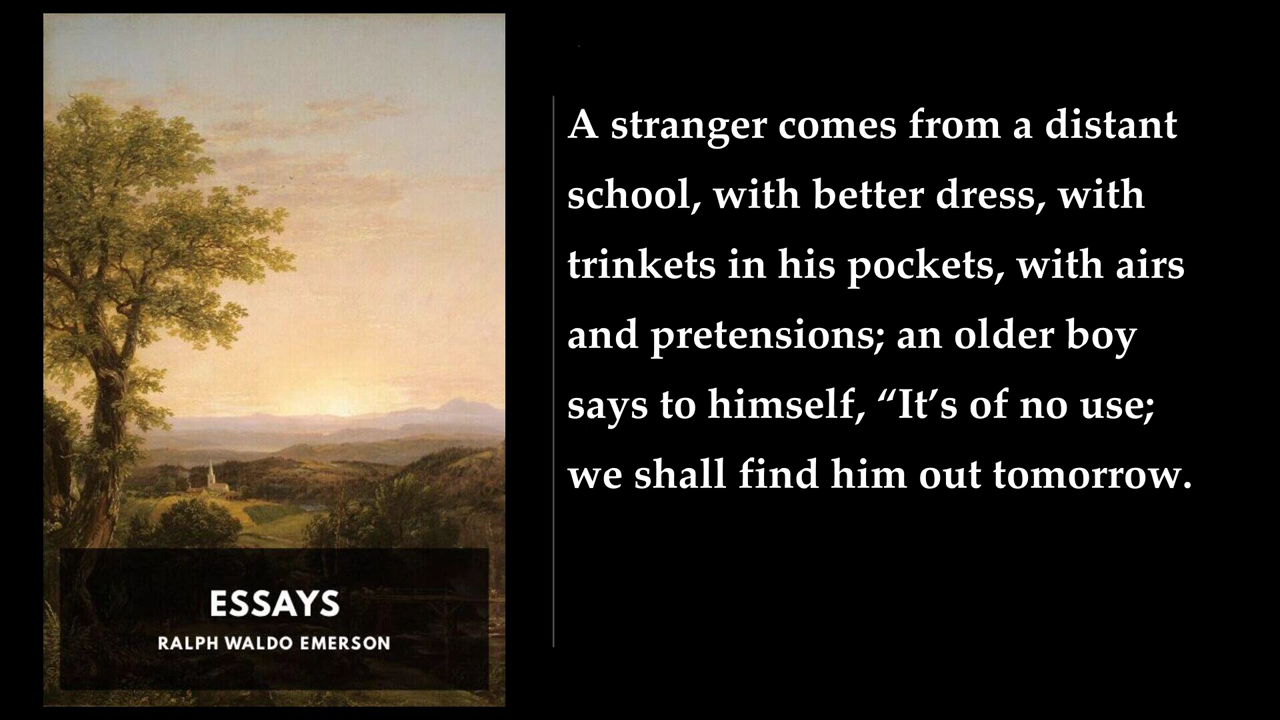 ESSAYS
RALPH WALDO EMERSON
A stranger comes from a distant
school, with better dress, with
trinkets in his pockets, with airs
and pretensions; an older boy
says to himself, “It’s of no use;
we shall find him out tomorrow.